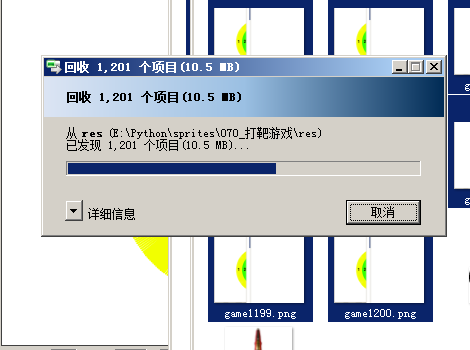 回收 1,201 个项目(10.5 MB)
回收 1,201 个项目(10.5 MB)
从 res (E:\Python\sprites\070_打靶游戏\res)
已发现 1,201 个项目(10.5 MB)...
详细信息
取消
game1199.png
game1200.png